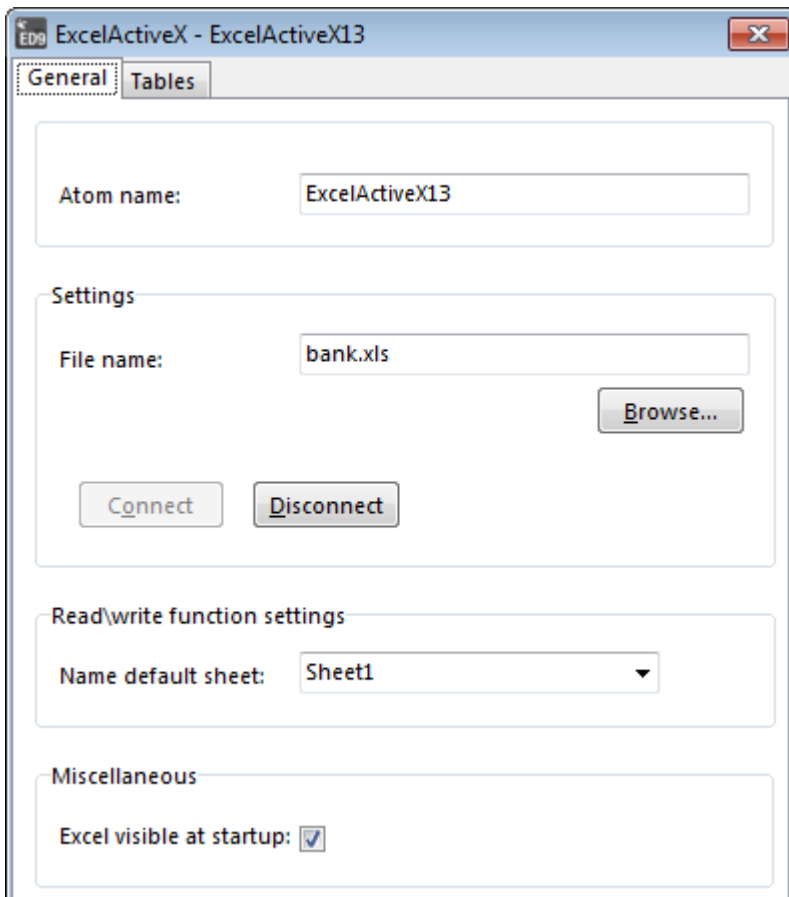 ED9 ExcelActiveX - ExcelActiveX13
General Tables
Atom name: ExcelActiveX13
Settings
File name: bank.xls
Browse...
Connect Disconnect
Read\write function settings
Name default sheet: Sheet1
Miscellaneous
Excel visible at startup: